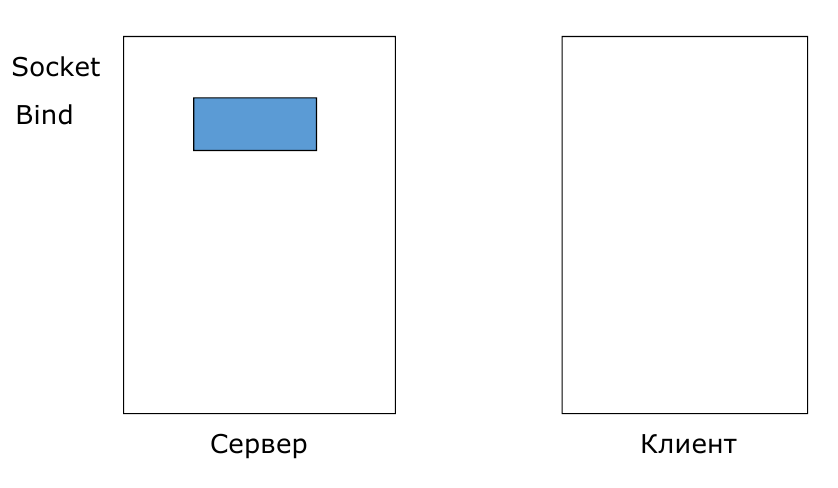 Socket
Bind
Сервер
Клиент